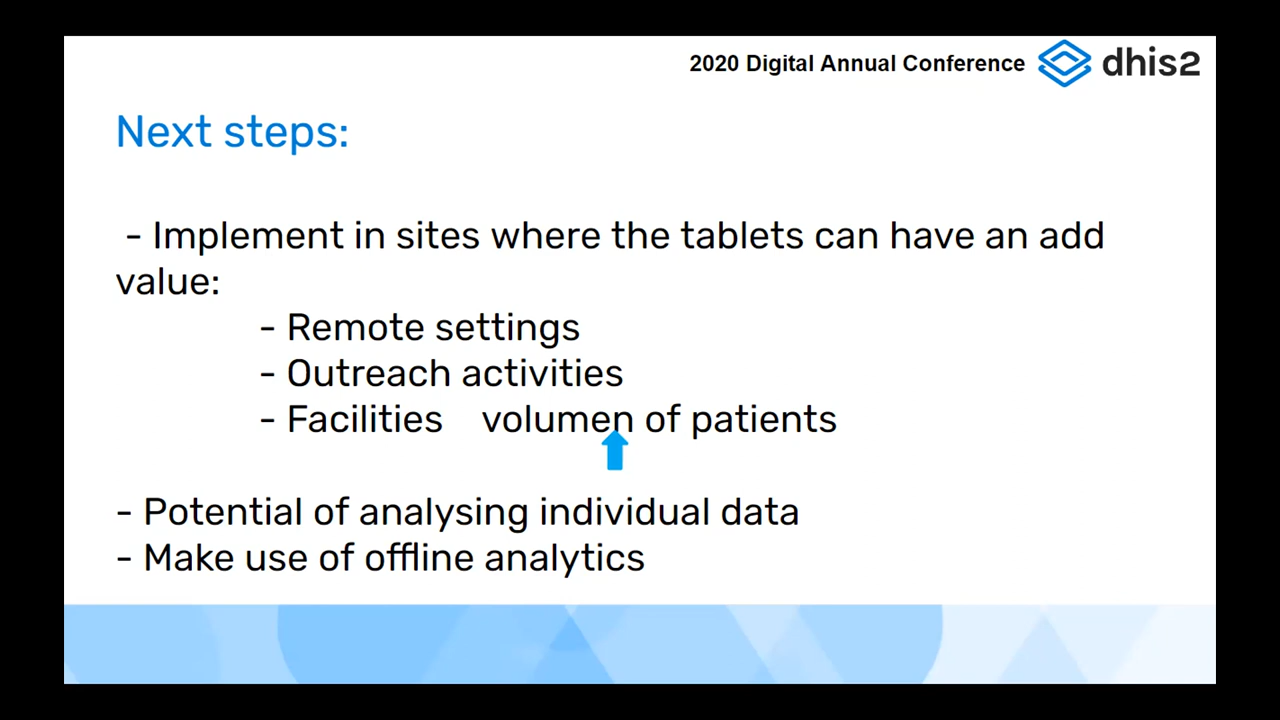 2020 Digital Annual Conference dhis2
Next steps:
- Implement in sites where the tablets can have an add
value:
- Remote settings
- Outreach activities
- Facilities volumen of patients
- Potential of analysing individual data
- Make use of offline analytics